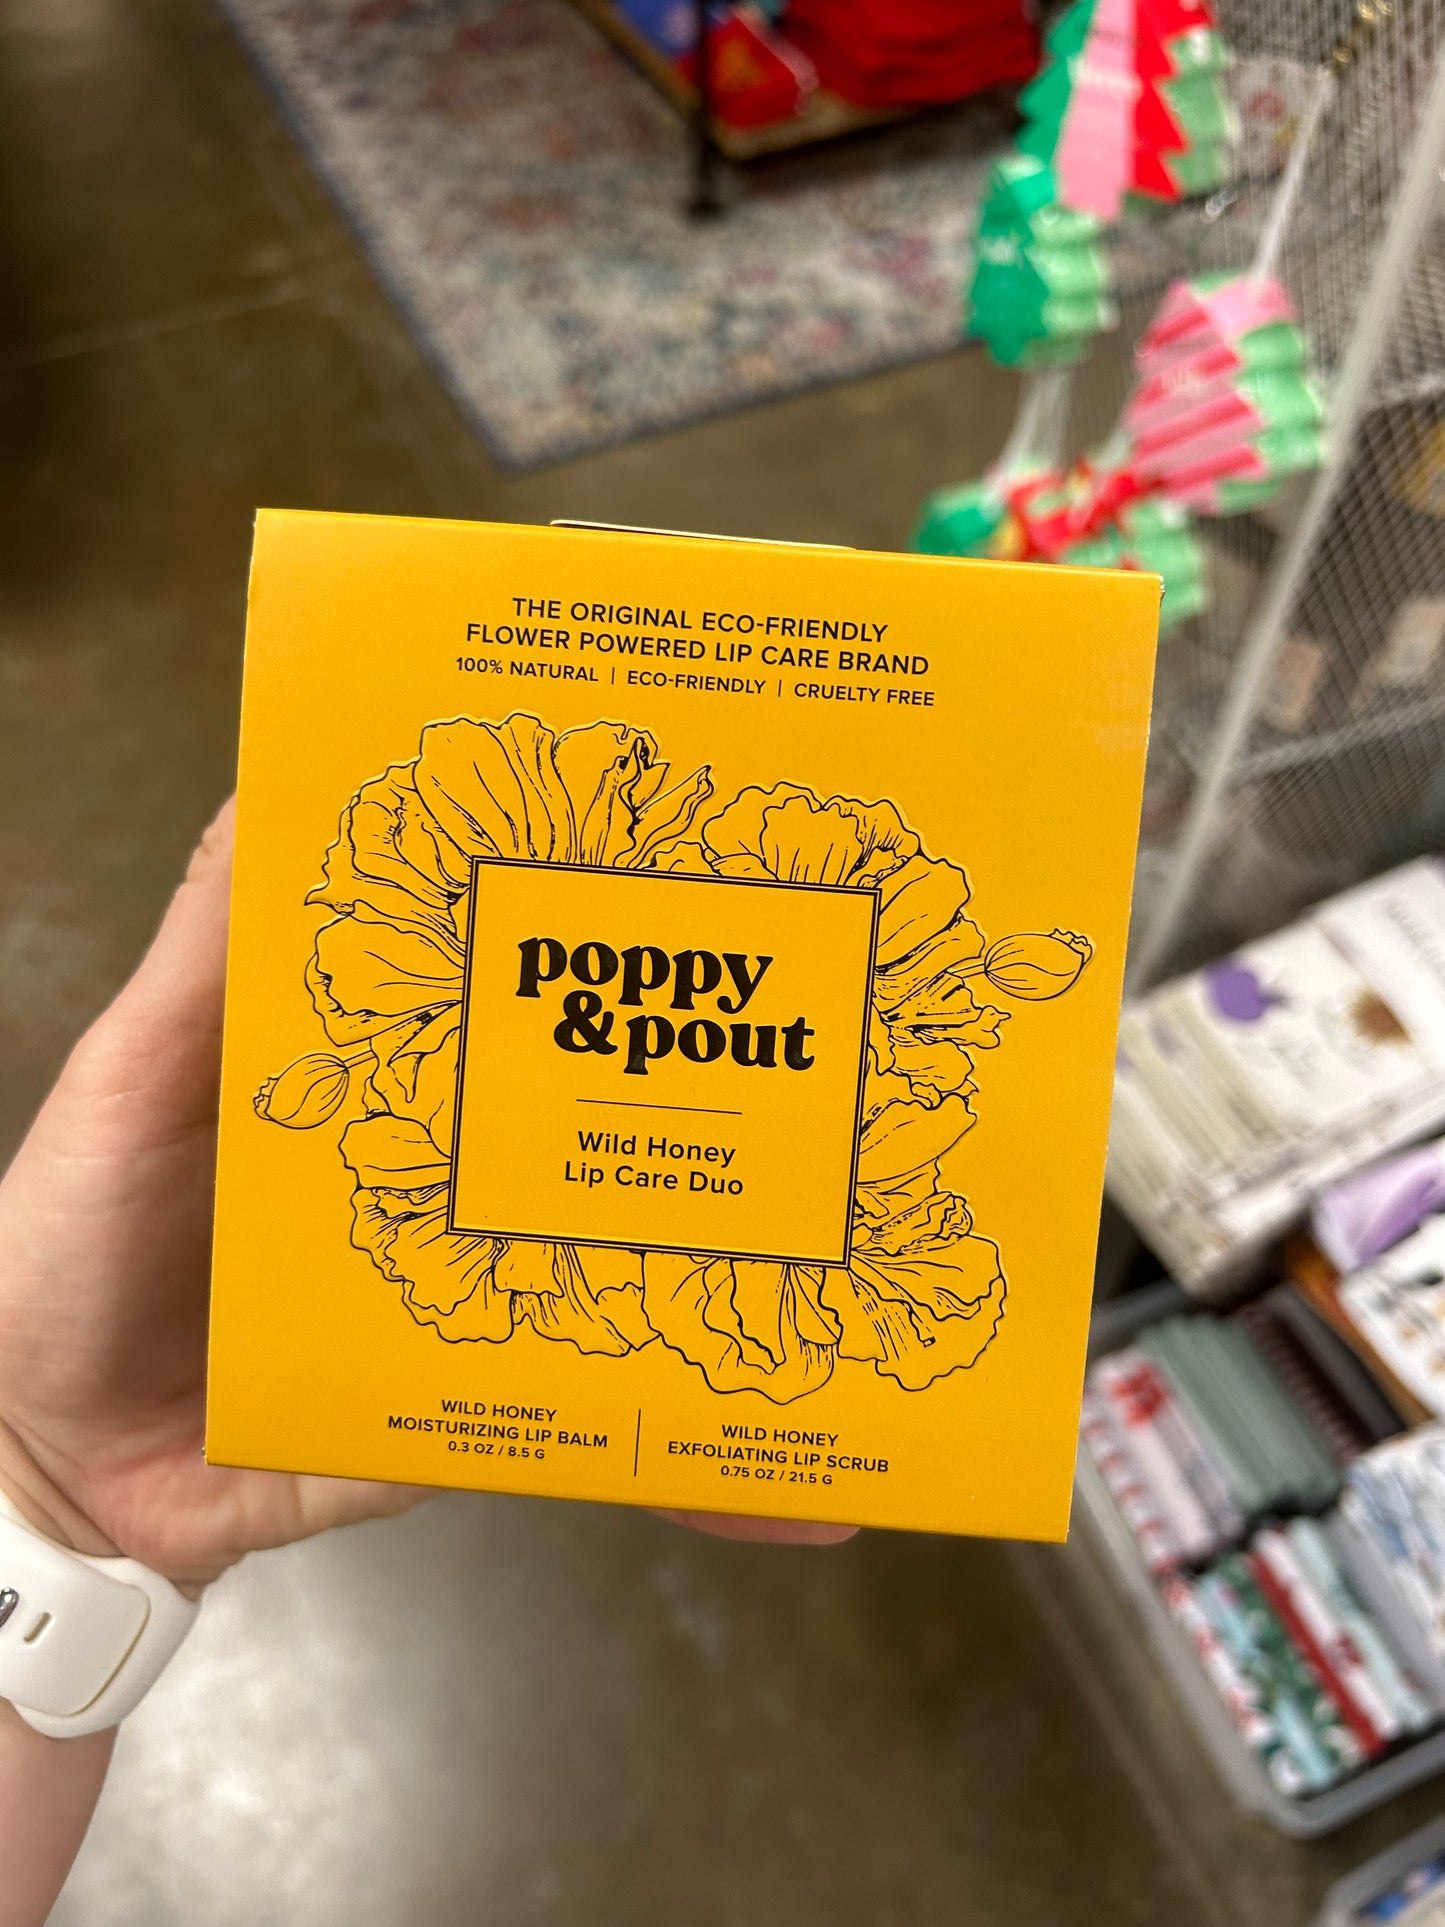 THE ORIGINAL ECO-FRIENDLY
FLOWER POWERED LIP CARE BRAND
100% NATURAL | ECO-FRIENDLY | CRUELTY FREE
poppy
&pout
Wild Honey
Lip Care Duo
WILD HONEY
MOISTURIZING LIP BALM
0.3 OZ / 8.5 G
WILD HONEY
EXFOLIATING LIP SCRUB
0.75 OZ / 21.5 G